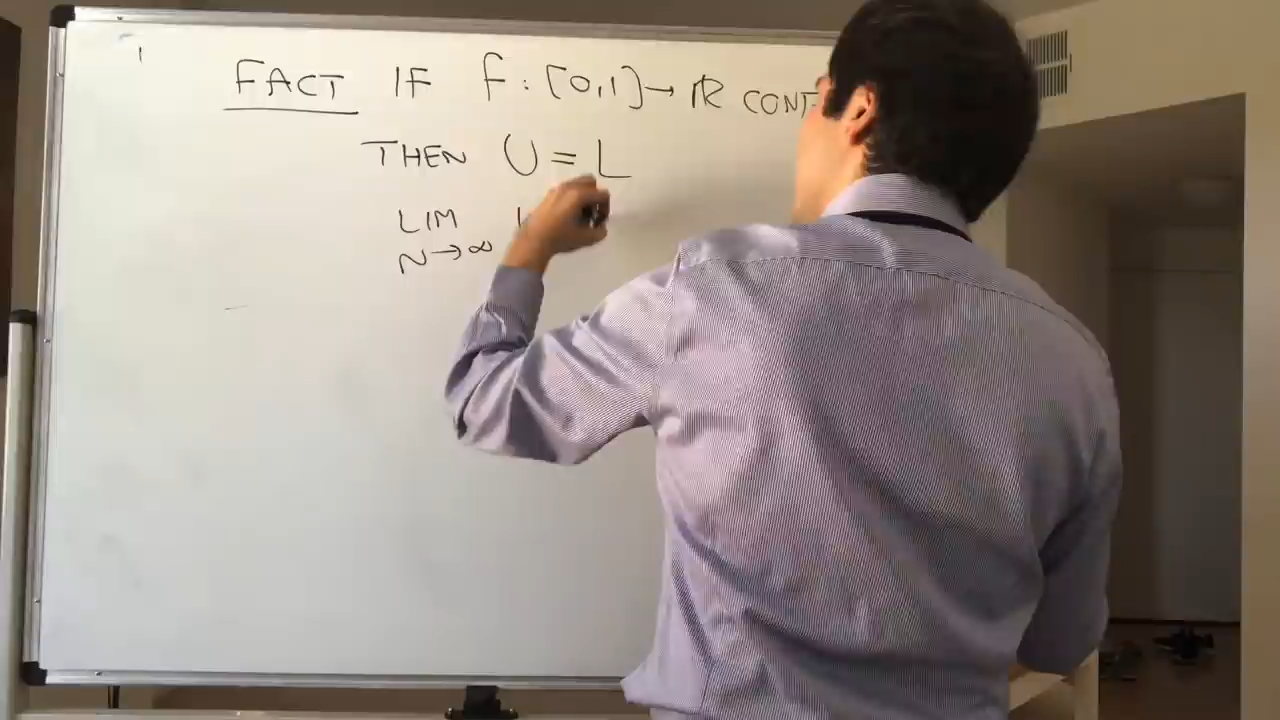 FACT IF f : [0,1] → ℝ CONT
THEN U = L
LIM
N → ∞